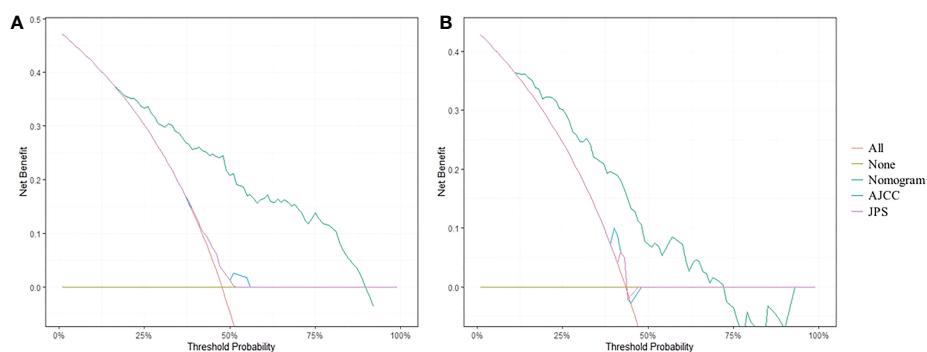 A
Net Benefit
0.5
0.4
0.3
0.2
0.1
0.0
0%
25%
50%
75%
100%
Threshold Probability
B
Net Benefit
0.4
0.3
0.2
0.1
0.0
0%
25%
50%
75%
100%
Threshold Probability
All
None
Nomogram
AJCC
JPS